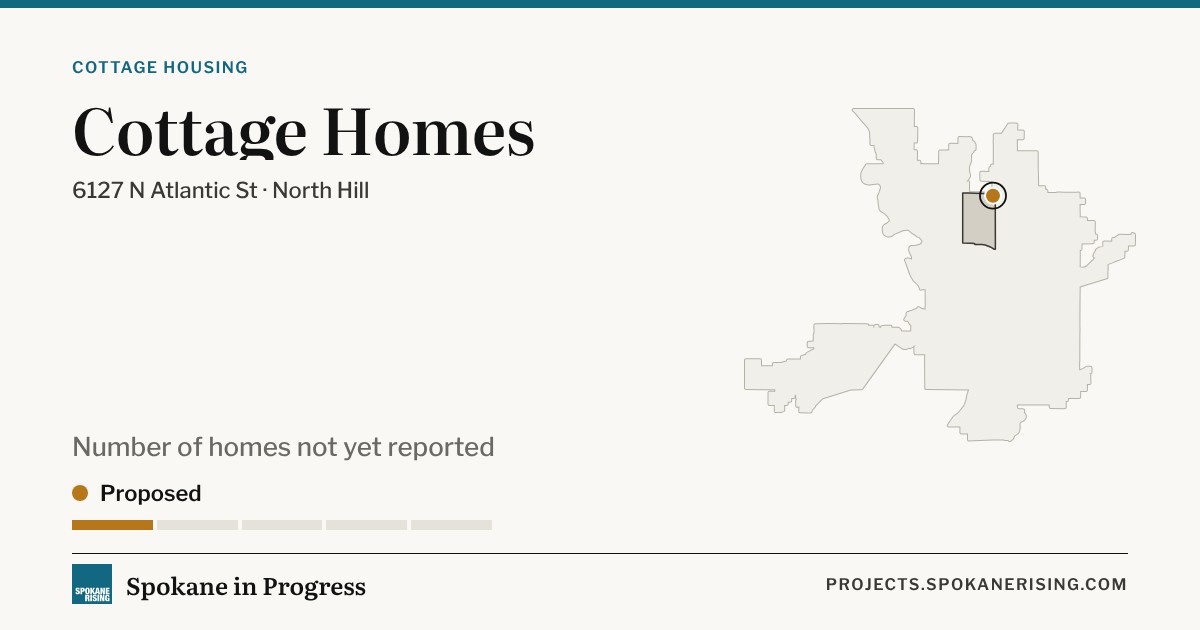 COTTAGE HOUSING
Cottage Homes
6127 N Atlantic St · North Hill
Number of homes not yet reported
Proposed
SPOKANE
RISING
Spokane in Progress
PROJECTS.SPOKANERISING.COM